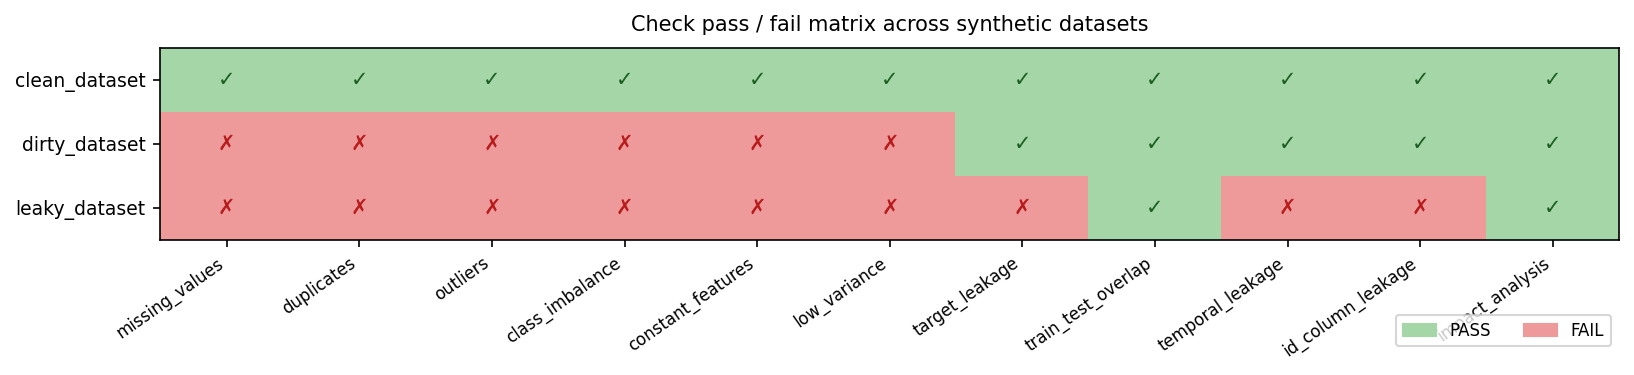 Check pass / fail matrix across synthetic datasets
clean_dataset ✓ ✓ ✓ ✓ ✓ ✓ ✓ ✓ ✓ ✓ ✓
dirty_dataset ✗ ✗ ✗ ✗ ✗ ✗ ✓ ✓ ✓ ✓ ✓
leaky_dataset ✗ ✗ ✗ ✗ ✗ ✗ ✗ ✓ ✗ ✗ ✓
missing_values
duplicates
outliers
class_imbalance
constant_features
low_variance
target_leakage
train_test_overlap
temporal_leakage
id_column_leakage
impact_analysis
PASS
FAIL